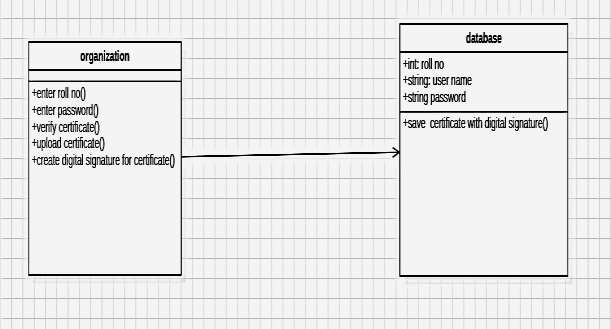 organization
+enter roll no()
+enter password()
+verify certificate()
+upload certificate()
+create digital signature for certificate()
database
+int: roll no
+string: user name
+string password
+save certificate with digital signature()